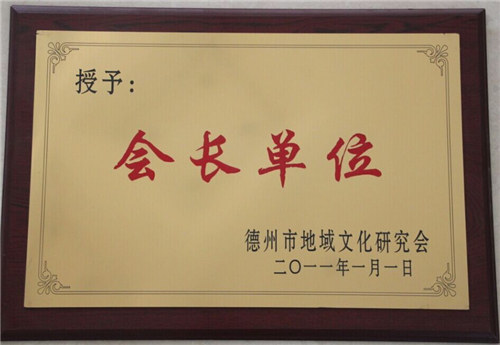 授予：
会长单位
德州市地域文化研究会
二〇一一年一月一日